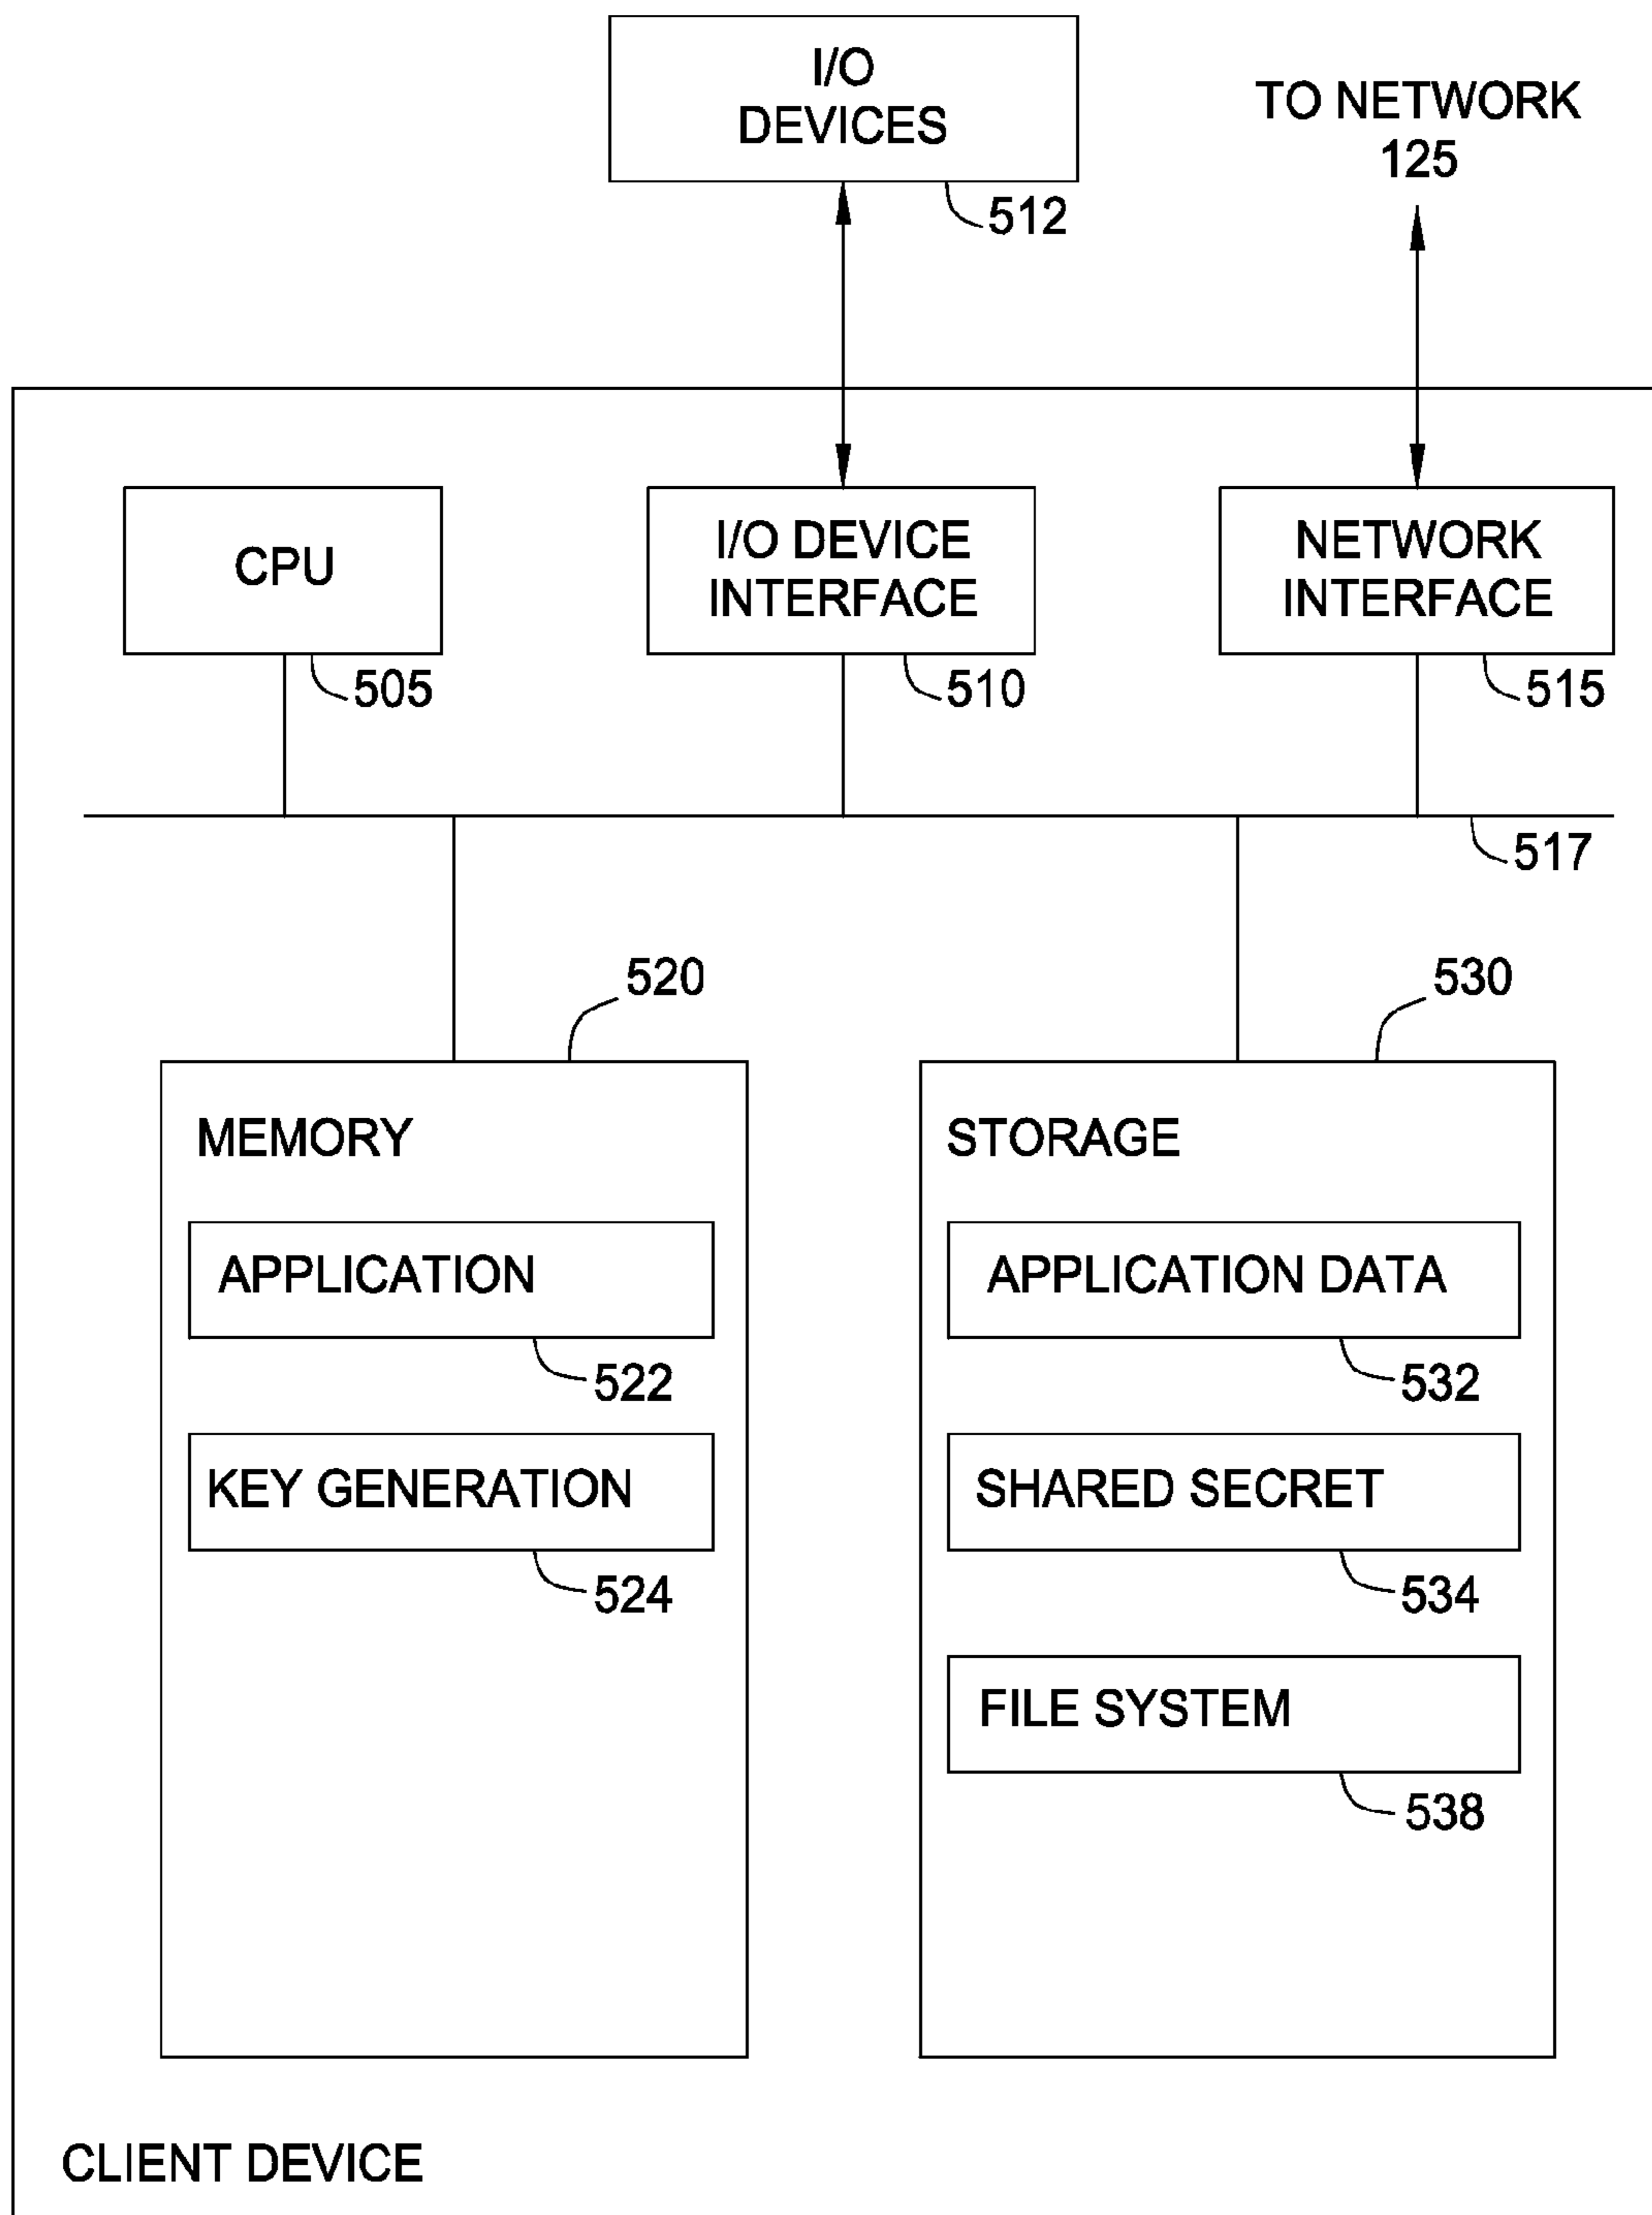 I/O
DEVICES
512
TO NETWORK
125
CPU
505
I/O DEVICE
INTERFACE
510
NETWORK
INTERFACE
515
517
520
530
MEMORY
APPLICATION
522
KEY GENERATION
524
STORAGE
APPLICATION DATA
532
SHARED SECRET
534
FILE SYSTEM
538
CLIENT DEVICE